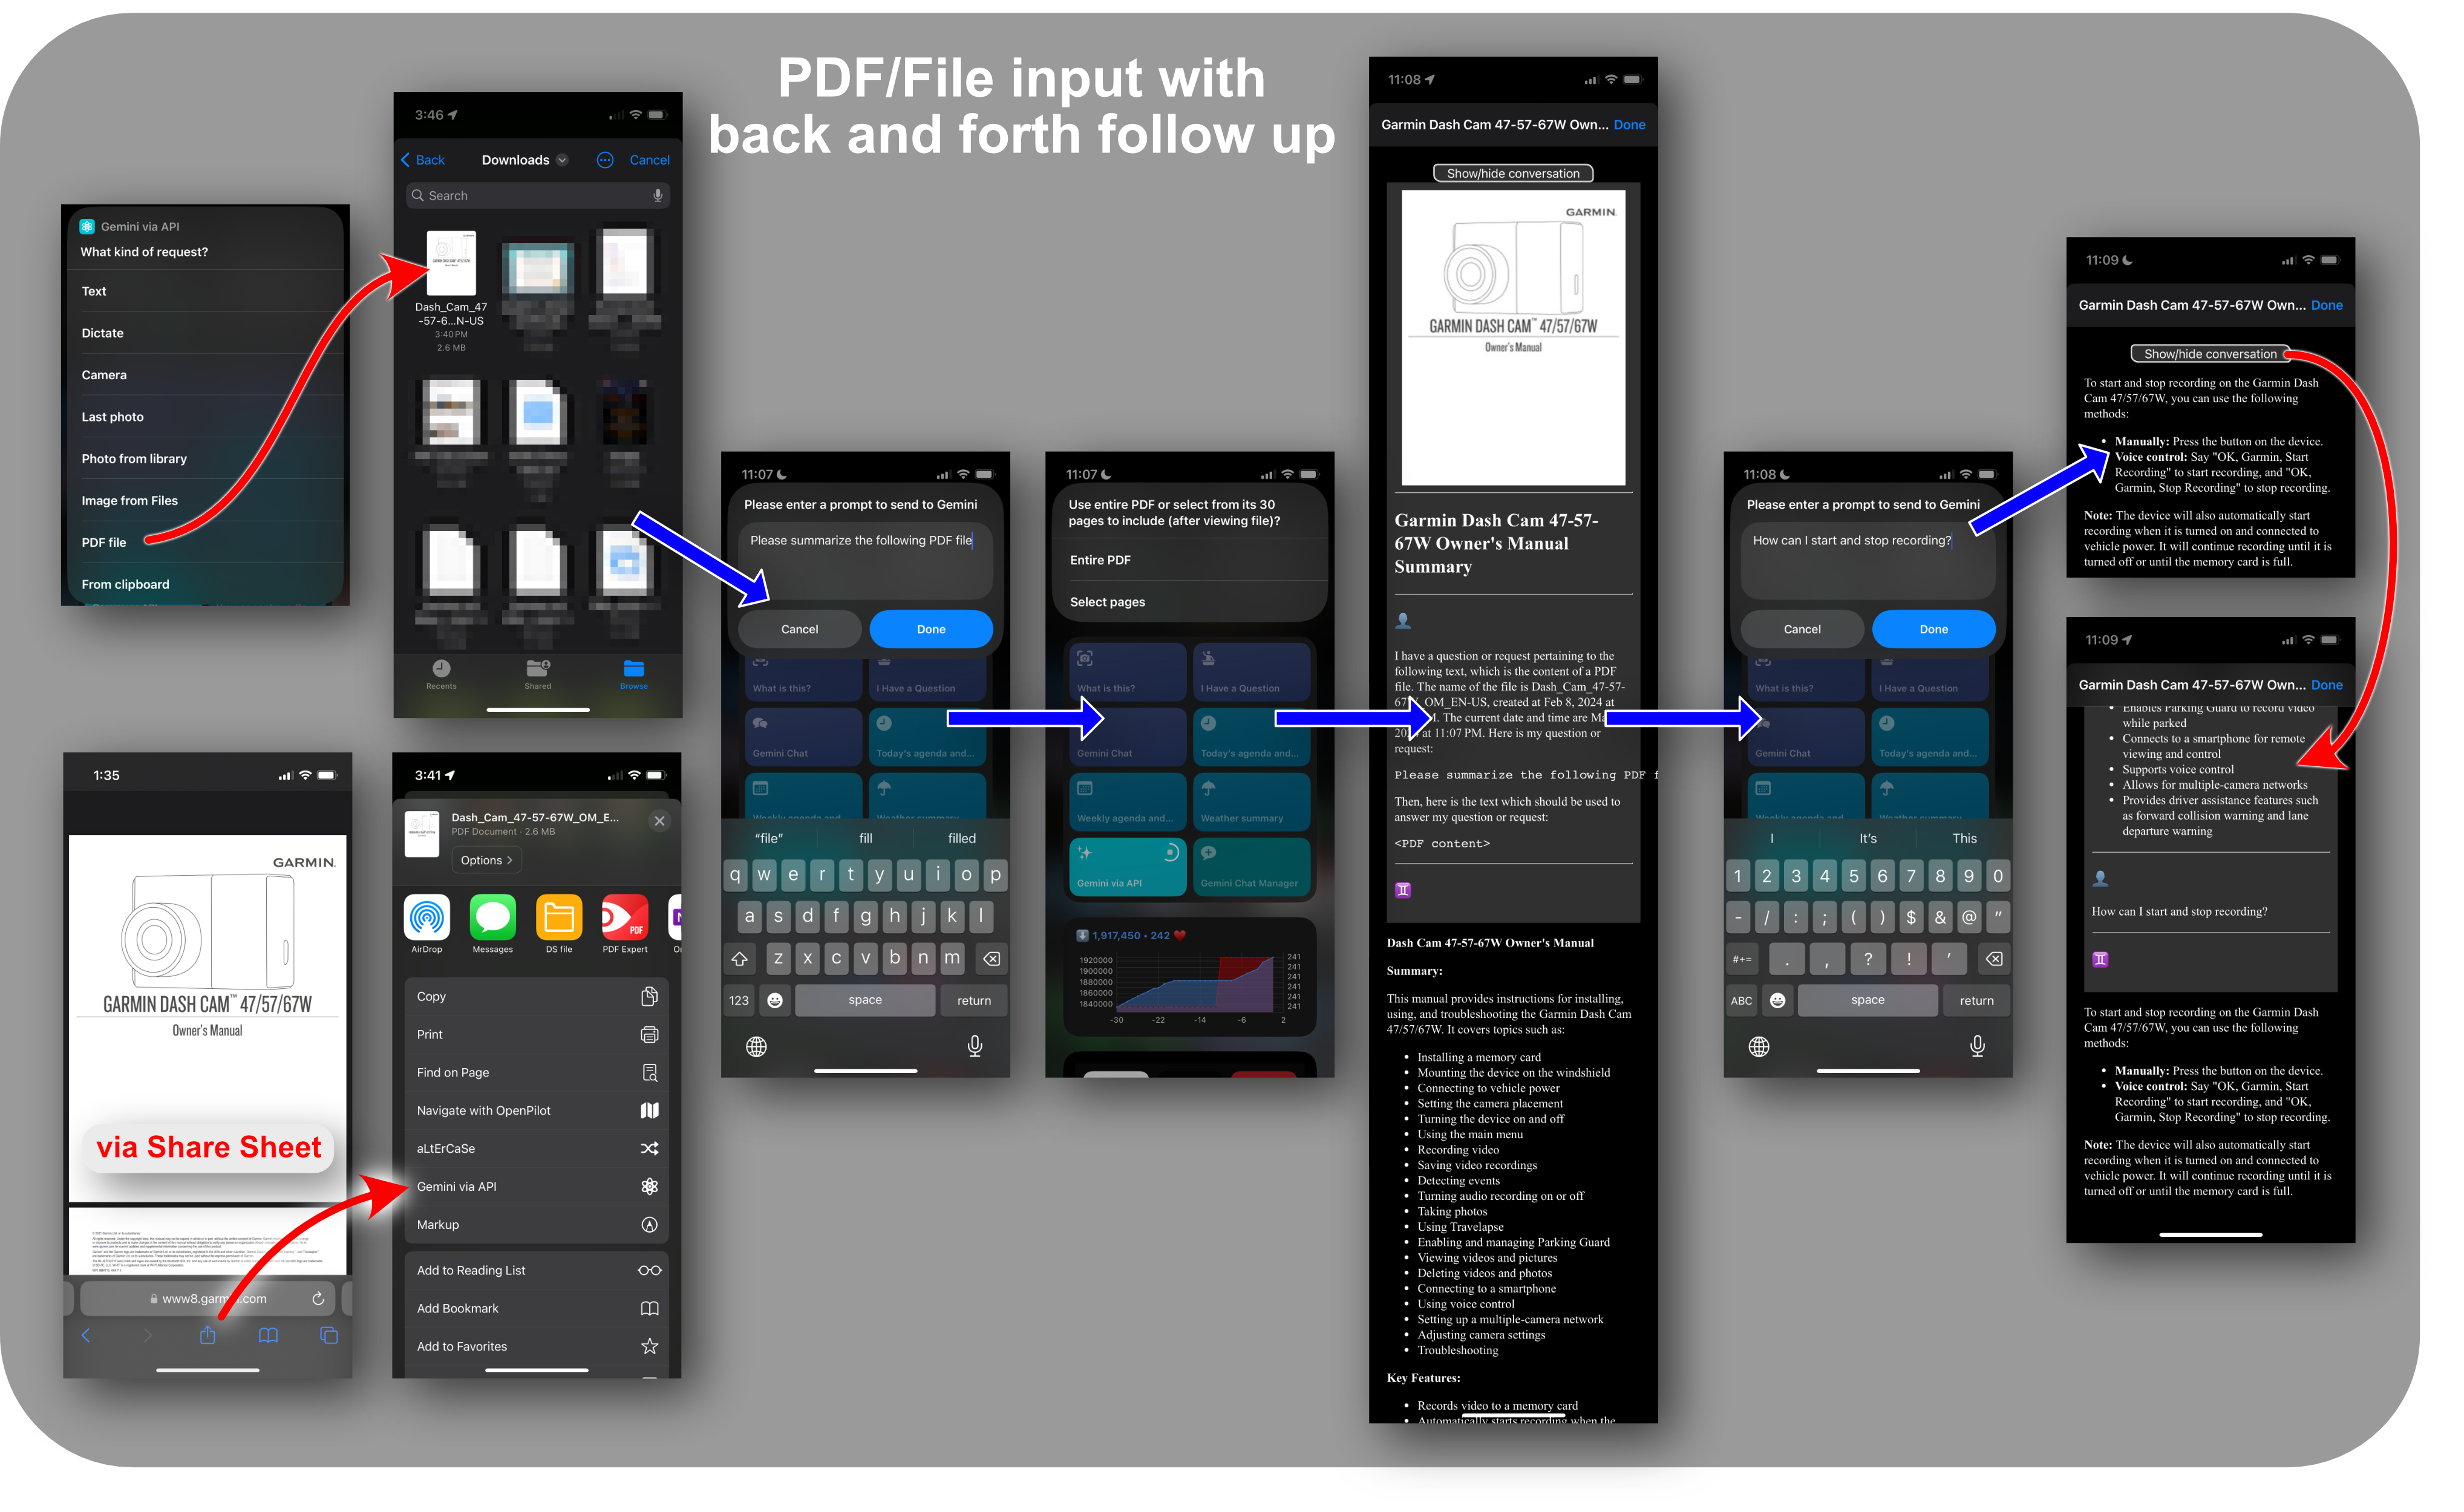 PDF/File input with
back and forth follow up
Gemini via API
What kind of request?
Text
Dictate
Camera
Last photo
Photo from library
Image from Files
PDF file
From clipboard
3:46
Back
Downloads
Cancel
Search
Dash_Cam_47
-57-6...N-US
3:40 PM
2.6 MB
Recents
Shared
Browse
1:35
GARMIN
GARMIN DASH CAM™ 47/57/67W
Owner's Manual
via Share Sheet
www8.garmin.com
3:41
Dash_Cam_47-57-67W_OM_E...
PDF Document · 2.6 MB
Options >
AirDrop
Messages
DS file
PDF Expert
PDF
Copy
Print
Find on Page
Navigate with OpenPilot
aLtErCaSe
Gemini via API
Markup
Add to Reading List
Add Bookmark
Add to Favorites
11:07
Please enter a prompt to send to Gemini
Please summarize the following PDF file
Cancel
Done
What is this?
I Have a Question
Gemini Chat
Today's agenda and...
Weekly agenda and
Weather summary
"file"
fill
filled
q w e r t y u i o p
a s d f g h j k l
z x c v b n m
123
space
return
11:07
Use entire PDF or select from its 30
pages to include (after viewing file)?
Entire PDF
Select pages
What is this?
I Have a Question
Gemini Chat
Today's agenda and...
Weekly agenda and...
Weather summary
Gemini via API
Gemini Chat Manager
1,917,450 • 242
1920000
1900000
1880000
1860000
1840000
241
241
241
241
241
241
-30
-22
-14
-6
2
11:08
Garmin Dash Cam 47-57-67W Own...
Done
Show/hide conversation
GARMIN
GARMIN DASH CAM™ 47/57/67W
Owner's Manual
Garmin Dash Cam 47-57-
67W Owner's Manual
Summary
I have a question or request pertaining to the
following text, which is the content of a PDF
file. The name of the file is Dash_Cam_47-57-
OM_EN-US, created at Feb 8, 2024 at
The current date and time are
at 11:07 PM. Here is my question or
request:
Please summarize the following PDF f
Then, here is the text which should be used to
answer my question or request:
<PDF content>
Dash Cam 47-57-67W Owner's Manual
Summary:
This manual provides instructions for installing,
using, and troubleshooting the Garmin Dash Cam
47/57/67W. It covers topics such as:
• Installing a memory card
• Mounting the device on the windshield
• Connecting to vehicle power
• Setting the camera placement
• Turning the device on and off
• Using the main menu
• Recording video
• Saving video recordings
• Detecting events
• Turning audio recording on or off
• Taking photos
• Using Travelapse
• Enabling and managing Parking Guard
• Viewing videos and pictures
• Deleting videos and photos
• Connecting to a smartphone
• Using voice control
• Setting up a multiple-camera network
• Adjusting camera settings
• Troubleshooting
Key Features:
• Records video to a memory card
• Automatically starts recording when the
11:08
Please enter a prompt to send to Gemini
How can I start and stop recording?
Cancel
Done
What is this?
I Have a Question
Gemini Chat
Today's agenda and...
Weekly agenda and
Weather summary
I
It's
This
1 2 3 4 5 6 7 8 9 0
- / : ; ( ) $ & @ "
#+= . , ? ! '
ABC
space
return
11:09
Garmin Dash Cam 47-57-67W Own...
Done
Show/hide conversation
To start and stop recording on the Garmin Dash
Cam 47/57/67W, you can use the following
methods:
• Manually: Press the button on the device.
Voice control: Say "OK, Garmin, Start
Recording" to start recording, and "OK,
Garmin, Stop Recording" to stop recording.
Note: The device will also automatically start
recording when it is turned on and connected to
vehicle power. It will continue recording until it is
turned off or until the memory card is full.
11:09
Garmin Dash Cam 47-57-67W Own...
Done
• Enables Parking Guard to record video
while parked
• Connects to a smartphone for remote
viewing and control
• Supports voice control
• Allows for multiple-camera networks
• Provides driver assistance features such
as forward collision warning and lane
departure warning
How can I start and stop recording?
To start and stop recording on the Garmin Dash
Cam 47/57/67W, you can use the following
methods:
• Manually: Press the button on the device.
• Voice control: Say "OK, Garmin, Start
Recording" to start recording, and "OK,
Garmin, Stop Recording" to stop recording.
Note: The device will also automatically start
recording when it is turned on and connected to
vehicle power. It will continue recording until it is
turned off or until the memory card is full.